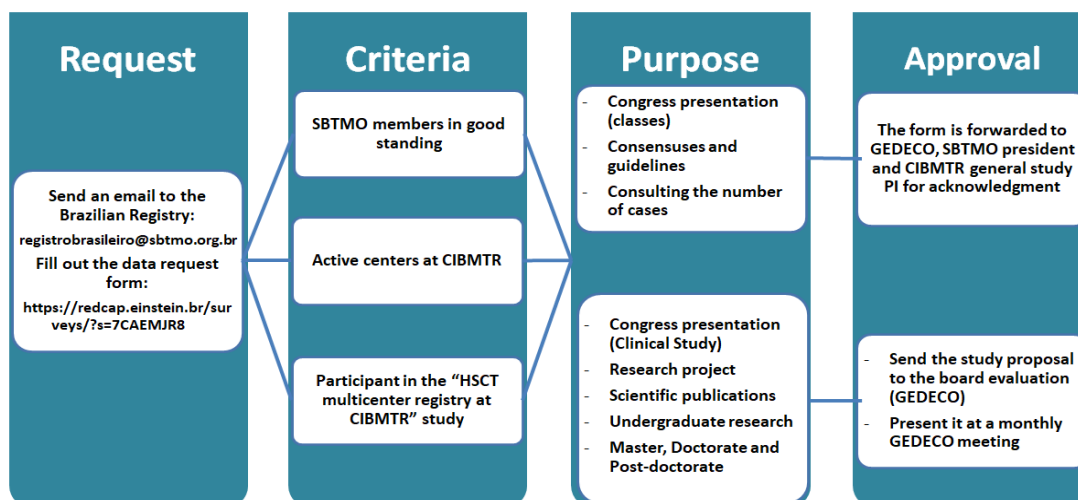 Request
Send an email to the
Brazilian Registry:
registrobrasileiro@sbtmo.org.br
Fill out the data request
form:
https://redcap.einstein.br/sur
veys/?s=7CAEMJR8
Criteria
SBTMO members in good
standing
Active centers at CIBMTR
Participant in the “HSCT
multicenter registry at
CIBMTR” study
Purpose
- Congress presentation
(classes)
- Consensuses and
guidelines
- Consulting the number
of cases
- Congress presentation
(Clinical Study)
- Research project
- Scientific publications
- Undergraduate research
- Master, Doctorate and
Post-doctorate
Approval
The form is forwarded to
GEDECO, SBTMO president
and CIBMTR general study
PI for acknowledgment
- Send the study proposal
to the board evaluation
(GEDECO)
- Present it at a monthly
GEDECO meeting